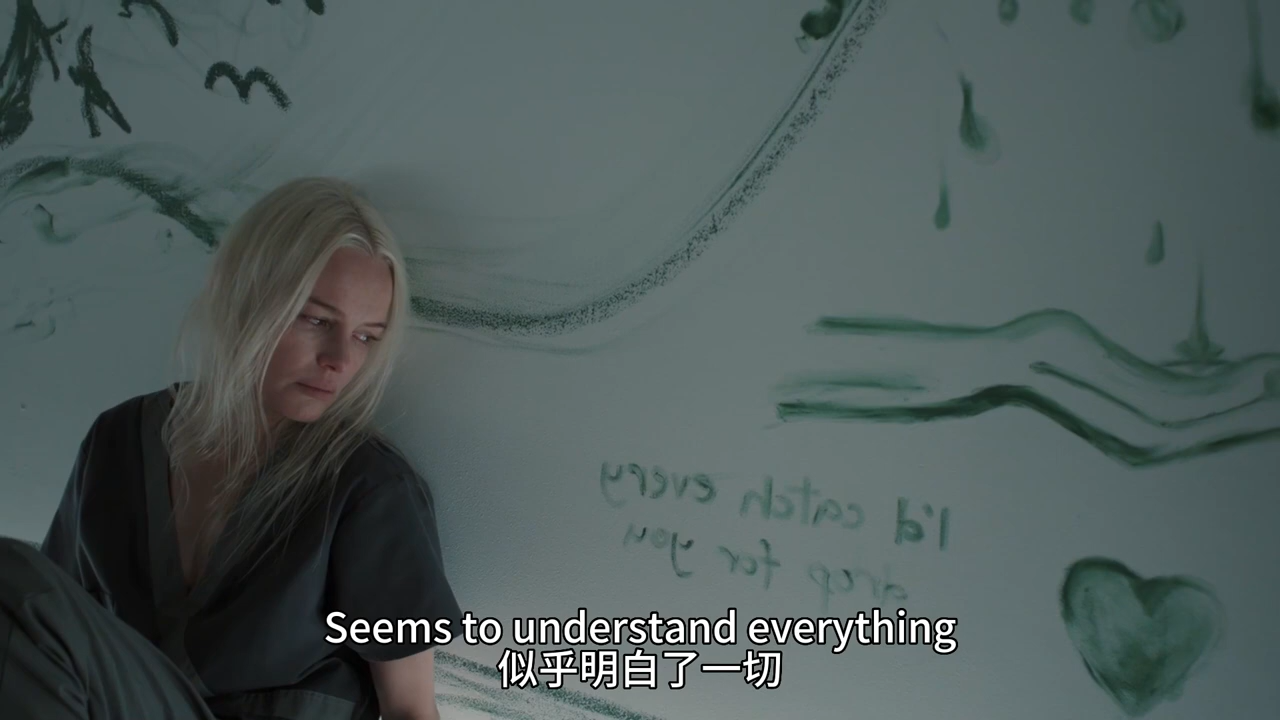 I'd catch every
drop for you
Seems to understand everything
似乎明白了一切